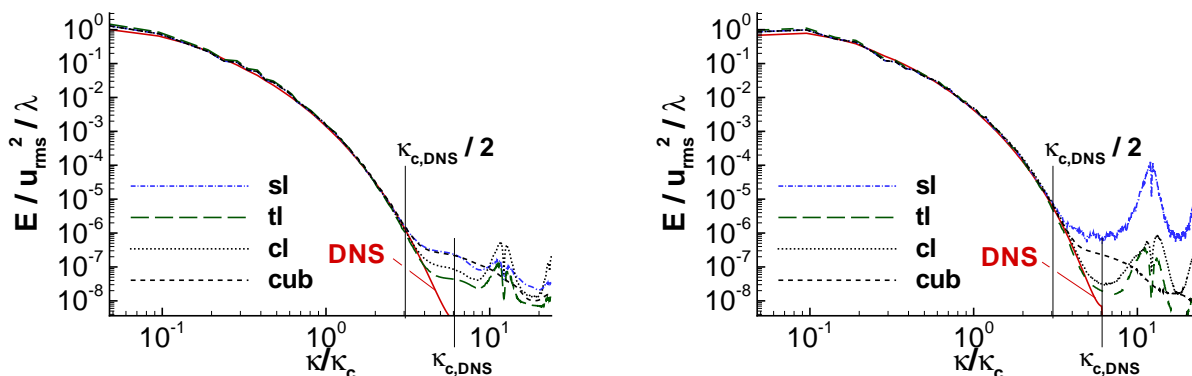 10⁰
10⁻¹
10⁻²
10⁻³
10⁻⁴
10⁻⁵
10⁻⁶
10⁻⁷
10⁻⁸
E / u_rms² / λ
κ_c,DNS / 2
sl
tl
cl
cub
DNS
10⁻¹ 10⁰ 10¹
κ/κ_c
κ_c,DNS
10⁰
10⁻¹
10⁻²
10⁻³
10⁻⁴
10⁻⁵
10⁻⁶
10⁻⁷
10⁻⁸
E / u_rms² / λ
κ_c,DNS / 2
sl
tl
cl
cub
DNS
10⁻¹ 10⁰ 10¹
κ/κ_c
κ_c,DNS